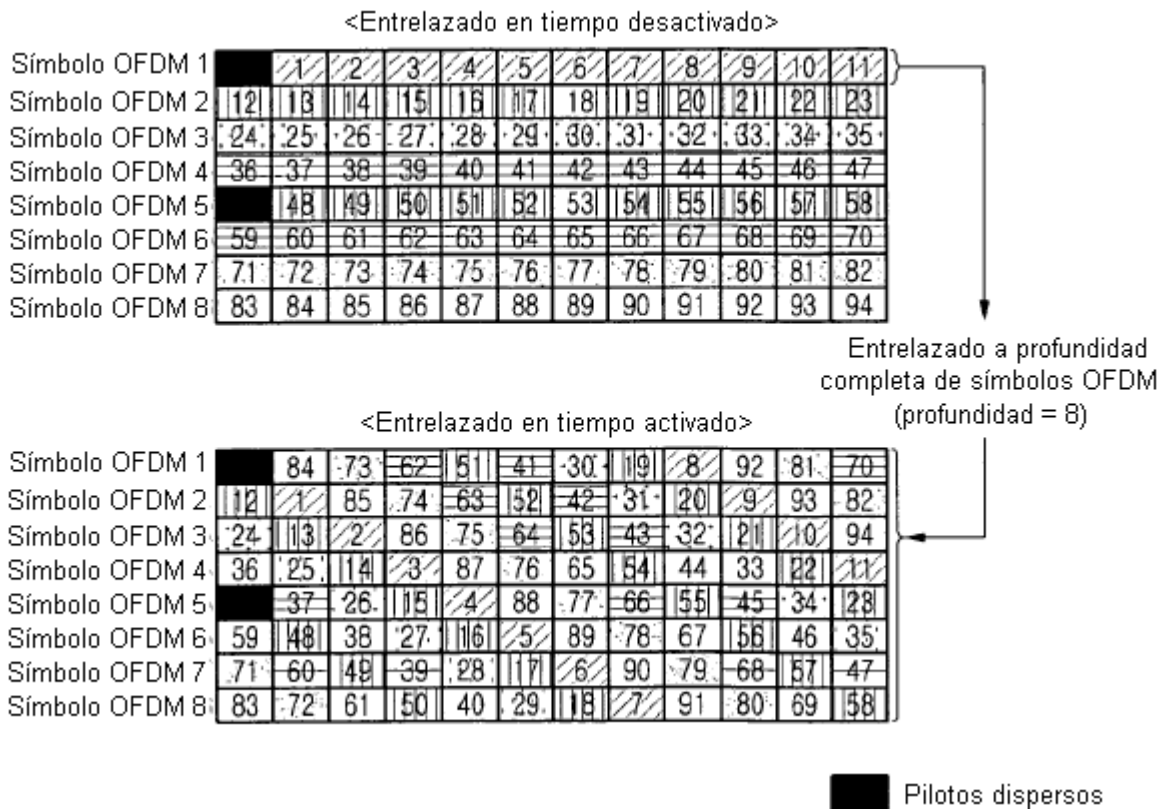 <Entrelazado en tiempo desactivado>
Símbolo OFDM 1 1 2 3 4 5 6 7 8 9 10 11
Símbolo OFDM 2 12 13 14 15 16 17 18 19 20 21 22 23
Símbolo OFDM 3 24 25 26 27 28 29 30 31 32 33 34 35
Símbolo OFDM 4 36 37 38 39 40 41 42 43 44 45 46 47
Símbolo OFDM 5 48 49 50 51 52 53 54 55 56 57 58
Símbolo OFDM 6 59 60 61 62 63 64 65 66 67 68 69 70
Símbolo OFDM 7 71 72 73 74 75 76 77 78 79 80 81 82
Símbolo OFDM 8 83 84 85 86 87 88 89 90 91 92 93 94
Entrelazado a profundidad
completa de símbolos OFDM
(profundidad = 8)
<Entrelazado en tiempo activado>
Símbolo OFDM 1 84 73 62 51 41 30 19 8 92 81 70
Símbolo OFDM 2 12 1 85 74 63 52 42 31 20 9 93 82
Símbolo OFDM 3 24 13 2 86 75 64 53 43 32 21 10 94
Símbolo OFDM 4 36 25 14 3 87 76 65 54 44 33 22 11
Símbolo OFDM 5 37 26 15 4 88 77 66 55 45 34 23
Símbolo OFDM 6 59 48 38 27 16 5 89 78 67 56 46 35
Símbolo OFDM 7 71 60 49 39 28 17 6 90 79 68 57 47
Símbolo OFDM 8 83 72 61 50 40 29 18 7 91 80 69 58
Pilotos dispersos